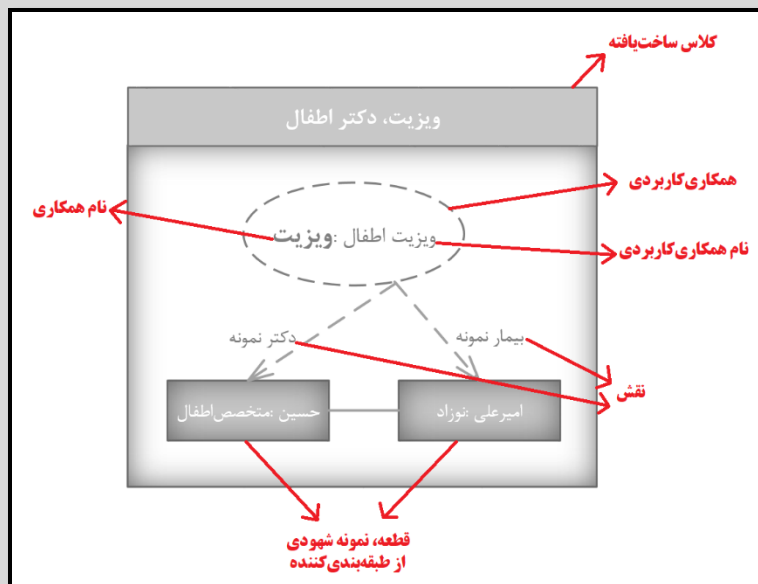 کلاس ساخت‌یافته
ویزیت، دکتر اطفال
همکاری کاربردی
نام همکاری
ویزیت اطفال :ویزیت
نام همکاری کاربردی
دکتر نمونه
بیمار نمونه
نقش
حسین :متخصص‌اطفال
امیرعلی :نوزاد
قطعه، نمونه شهودی
از طبقه‌بندی‌کننده